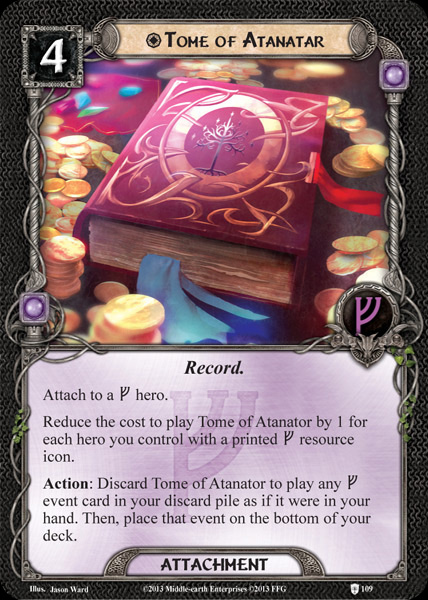 4
Tome of Atanatar
Record.
Attach to a ᚠ hero.
Reduce the cost to play Tome of Atanator by 1 for
each hero you control with a printed ᚠ resource
icon.
Action: Discard Tome of Atanatar to play any ᚠ
event card in your discard pile as if it were in your
hand. Then, place that event on the bottom of your
deck.
ATTACHMENT
Illus. Jason Ward ©2013 Middle-earth Enterprises ©2013 FFG 109